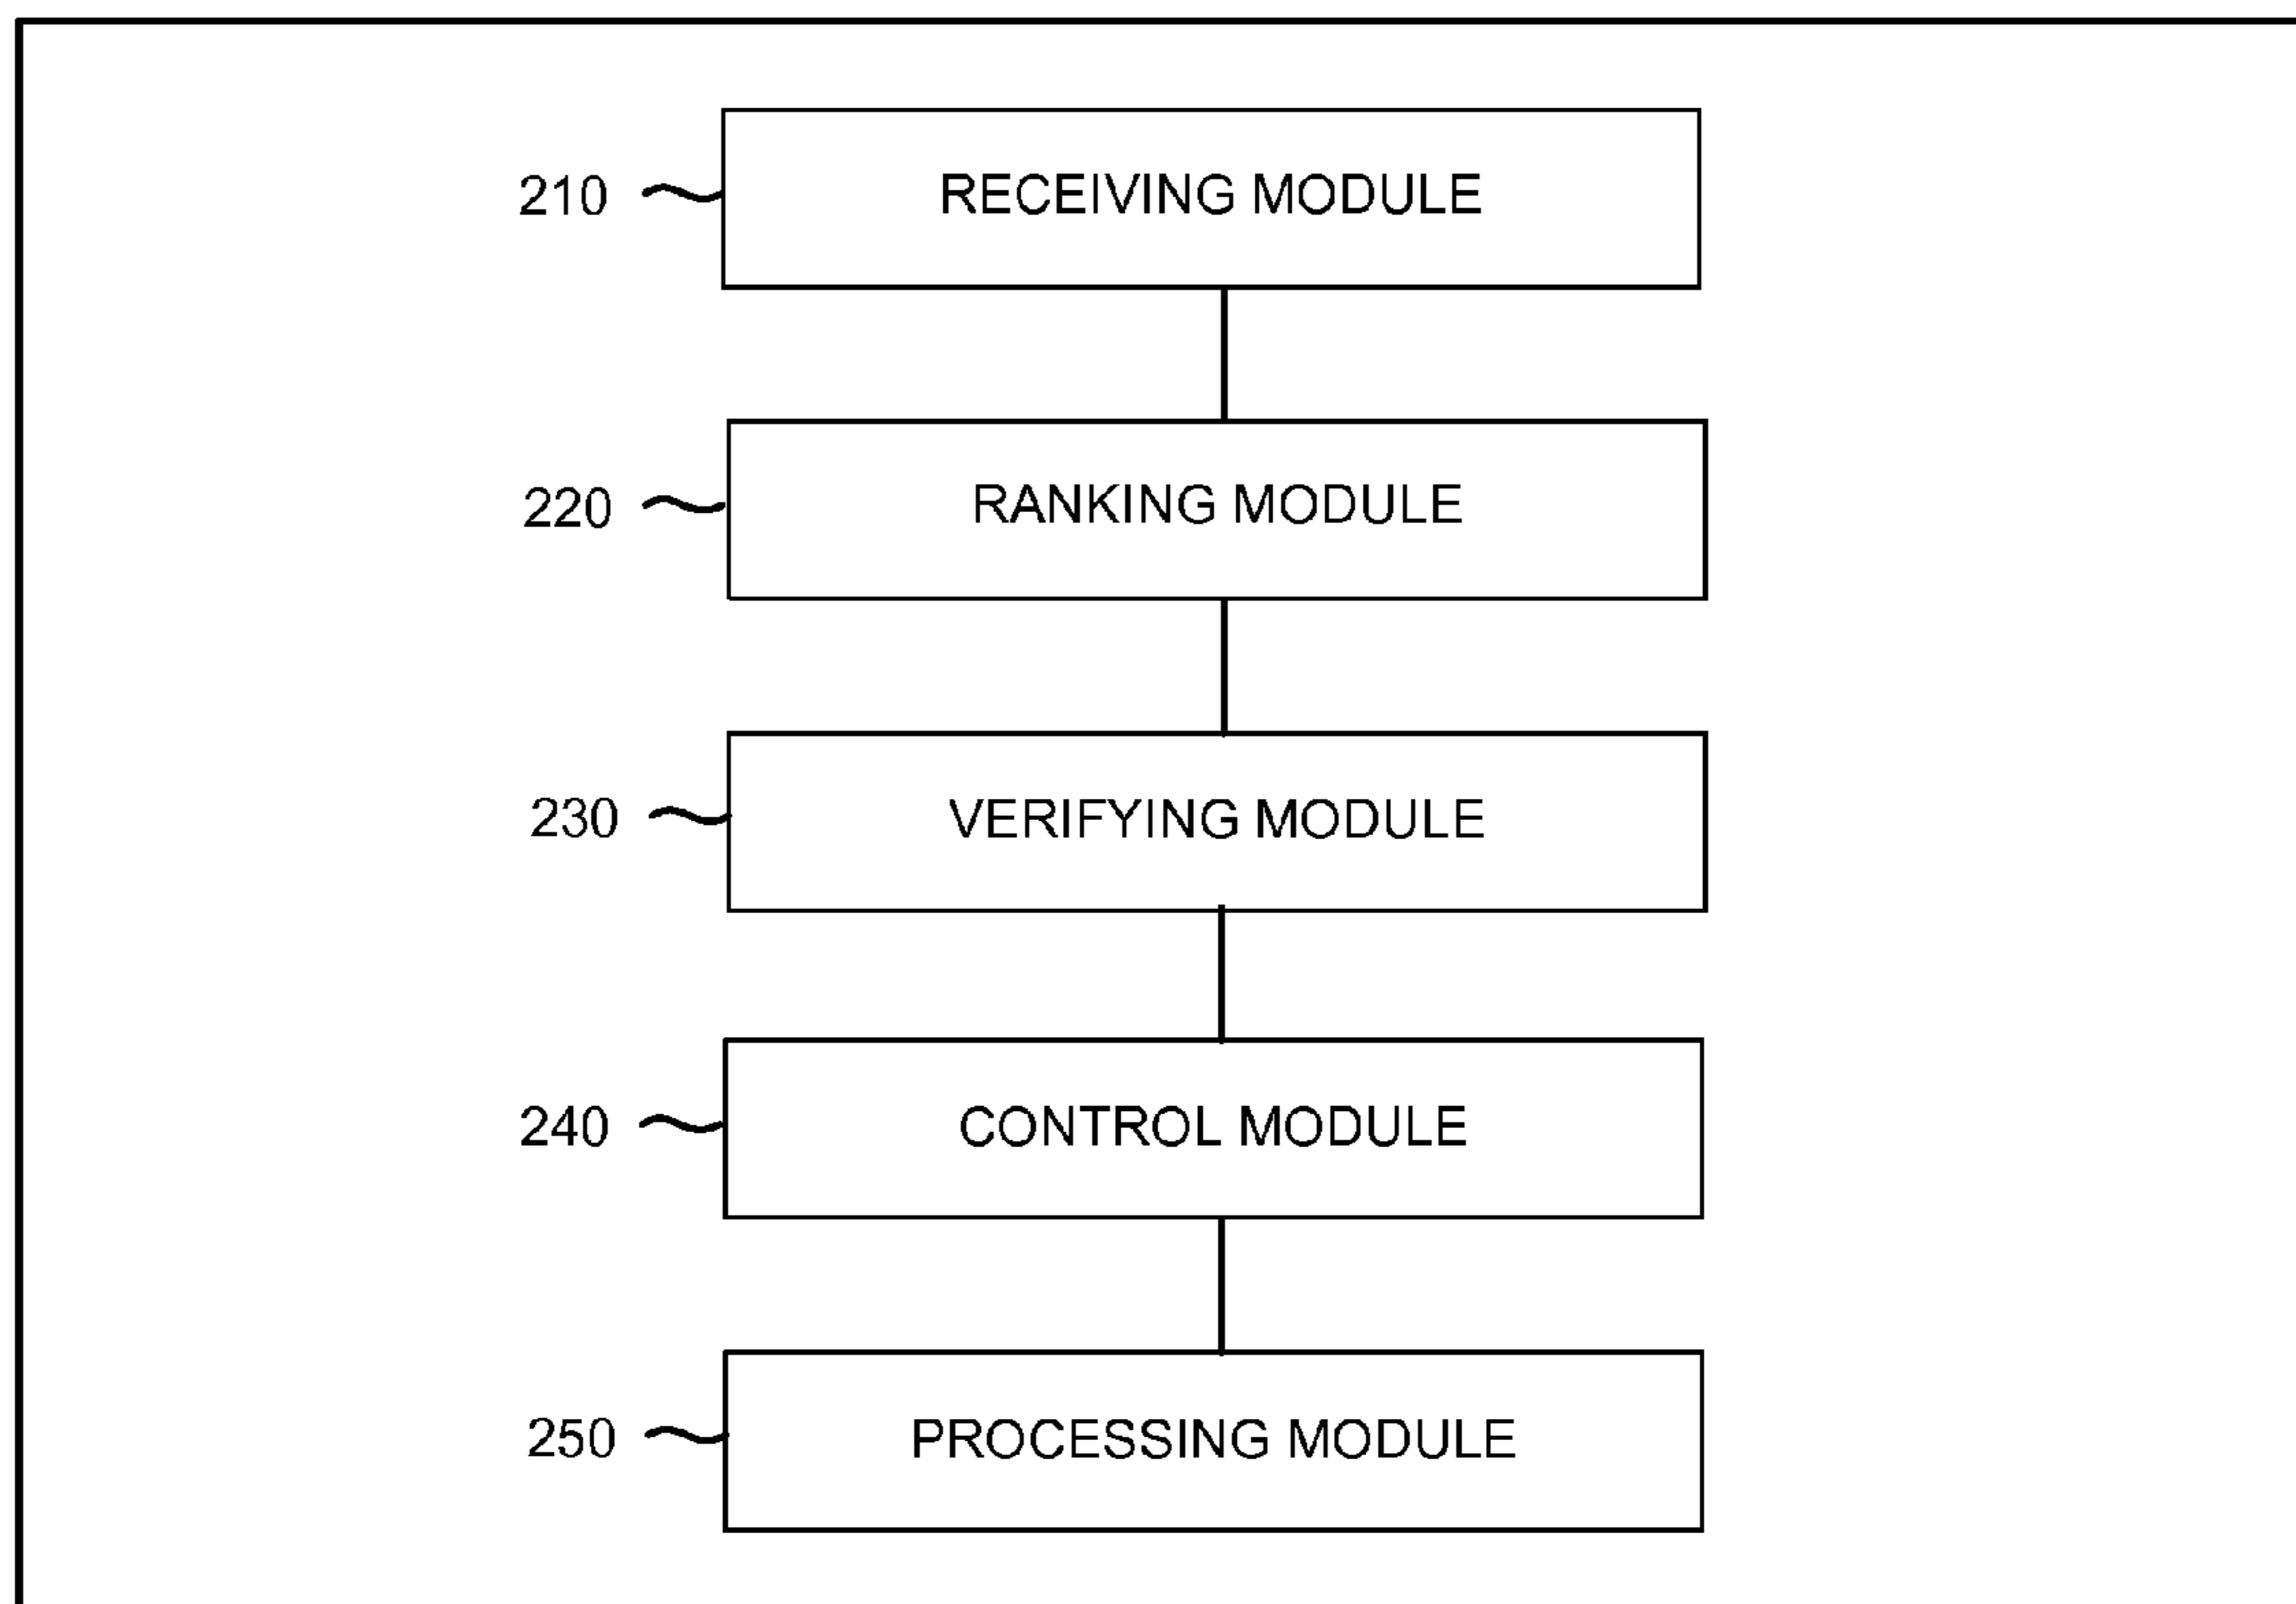 210 RECEIVING MODULE
220 RANKING MODULE
230 VERIFYING MODULE
240 CONTROL MODULE
250 PROCESSING MODULE